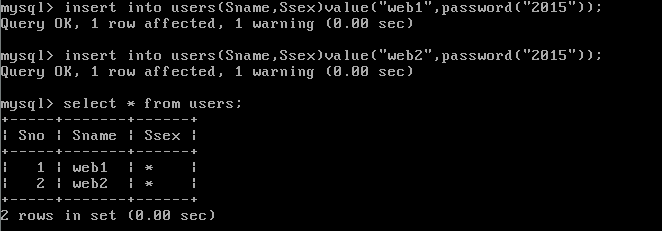 mysql> insert into users(Sname,Ssex)value("web1",password("2015"));
Query OK, 1 row affected, 1 warning (0.00 sec)
mysql> insert into users(Sname,Ssex)value("web2",password("2015"));
Query OK, 1 row affected, 1 warning (0.00 sec)
mysql> select * from users;
+-----+-------+------+
| Sno | Sname | Ssex |
+-----+-------+------+
|   1 | web1  | *    |
|   2 | web2  | *    |
+-----+-------+------+
2 rows in set (0.00 sec)